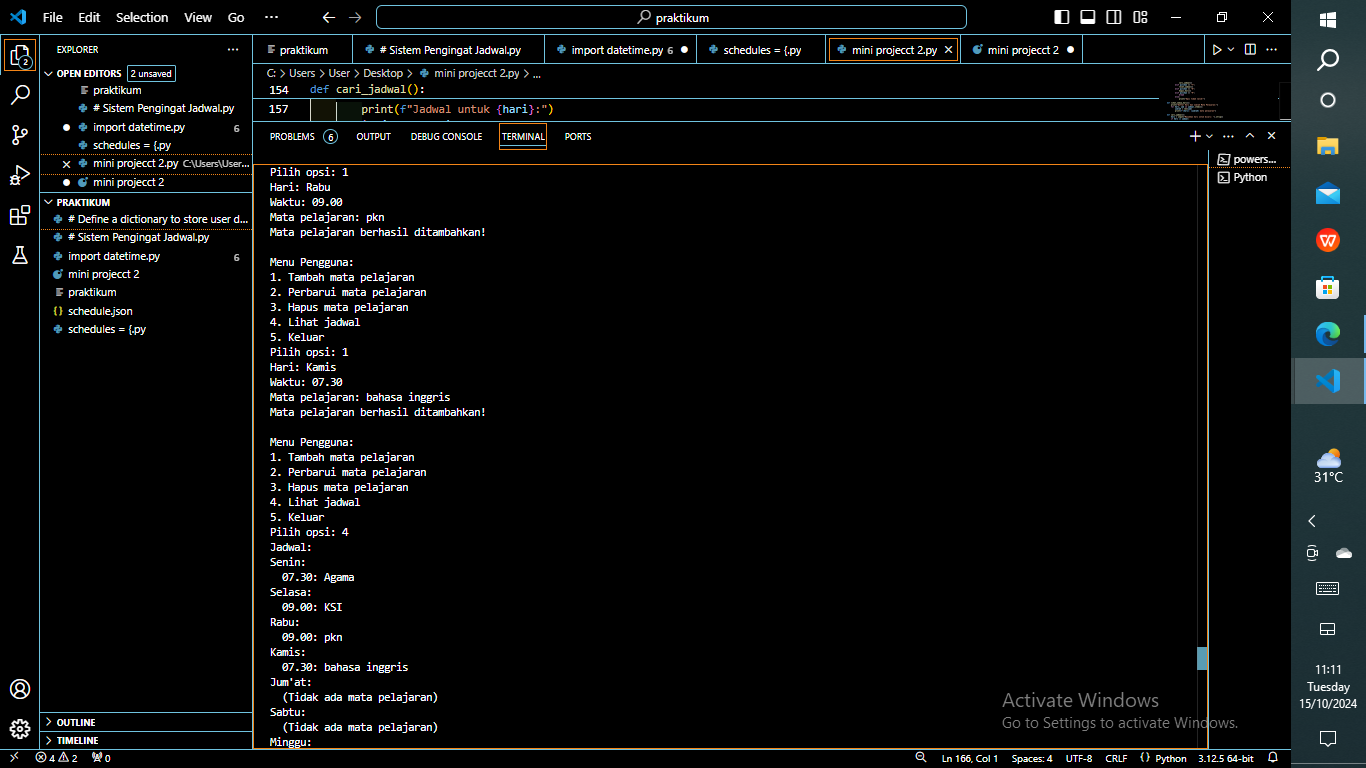 File Edit Selection View Go ··· praktikum
EXPLORER
OPEN EDITORS 2 unsaved
praktikum
# Sistem Pengingat Jadwal.py
import datetime.py 6
schedules = {.py
mini projecct 2.py C:\Users\User...
mini projecct 2
PRAKTIKUM
# Define a dictionary to store user d...
# Sistem Pengingat Jadwal.py
import datetime.py 6
mini projecct 2
praktikum
schedule.json
schedules = {.py
OUTLINE
TIMELINE
praktikum # Sistem Pengingat Jadwal.py import datetime.py 6 schedules = {.py mini projecct 2.py mini projecct 2
C: > Users > User > Desktop > mini projecct 2.py > ...
154 def cari_jadwal():
157 print(f"Jadwal untuk {hari}:")
PROBLEMS 6 OUTPUT DEBUG CONSOLE TERMINAL PORTS
Pilih opsi: 1
Hari: Rabu
Waktu: 09.00
Mata pelajaran: pkn
Mata pelajaran berhasil ditambahkan!
Menu Pengguna:
1. Tambah mata pelajaran
2. Perbarui mata pelajaran
3. Hapus mata pelajaran
4. Lihat jadwal
5. Keluar
Pilih opsi: 1
Hari: Kamis
Waktu: 07.30
Mata pelajaran: bahasa inggris
Mata pelajaran berhasil ditambahkan!
Menu Pengguna:
1. Tambah mata pelajaran
2. Perbarui mata pelajaran
3. Hapus mata pelajaran
4. Lihat jadwal
5. Keluar
Pilih opsi: 4
Jadwal:
Senin:
07.30: Agama
Selasa:
09.00: KSI
Rabu:
09.00: pkn
Kamis:
07.30: bahasa inggris
Jum'at:
(Tidak ada mata pelajaran)
Sabtu:
(Tidak ada mata pelajaran)
Minggu:
powers...
Python
Activate Windows
Go to Settings to activate Windows.
4 2 0 Ln 166, Col 1 Spaces: 4 UTF-8 CRLF {} Python 3.12.5 64-bit
2
W
31°C
11:11
Tuesday
15/10/2024